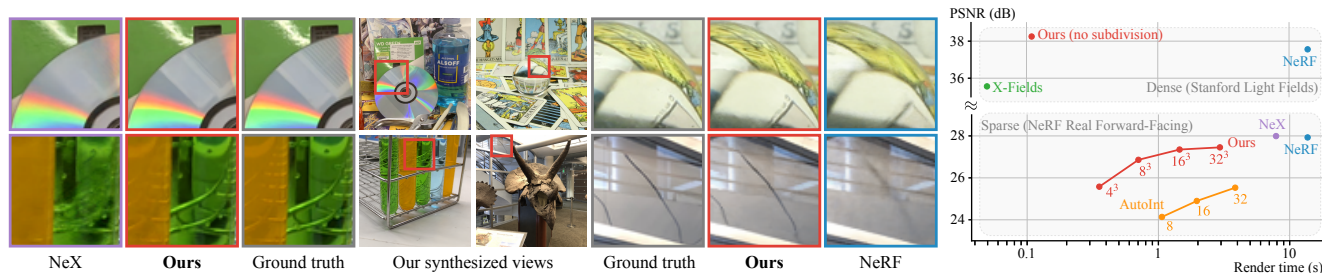 NeX
Ours
Ground truth
Our synthesized views
Ground truth
Ours
NeRF
PSNR (dB)
38
36
Ours (no subdivision)
X-Fields
NeRF
Dense (Stanford Light Fields)
≈
28
26
24
Sparse (NeRF Real Forward-Facing)
NeX
NeRF
Ours
4³
8³
16³
32³
AutoInt
8
16
32
0.1
1
10
Render time (s)